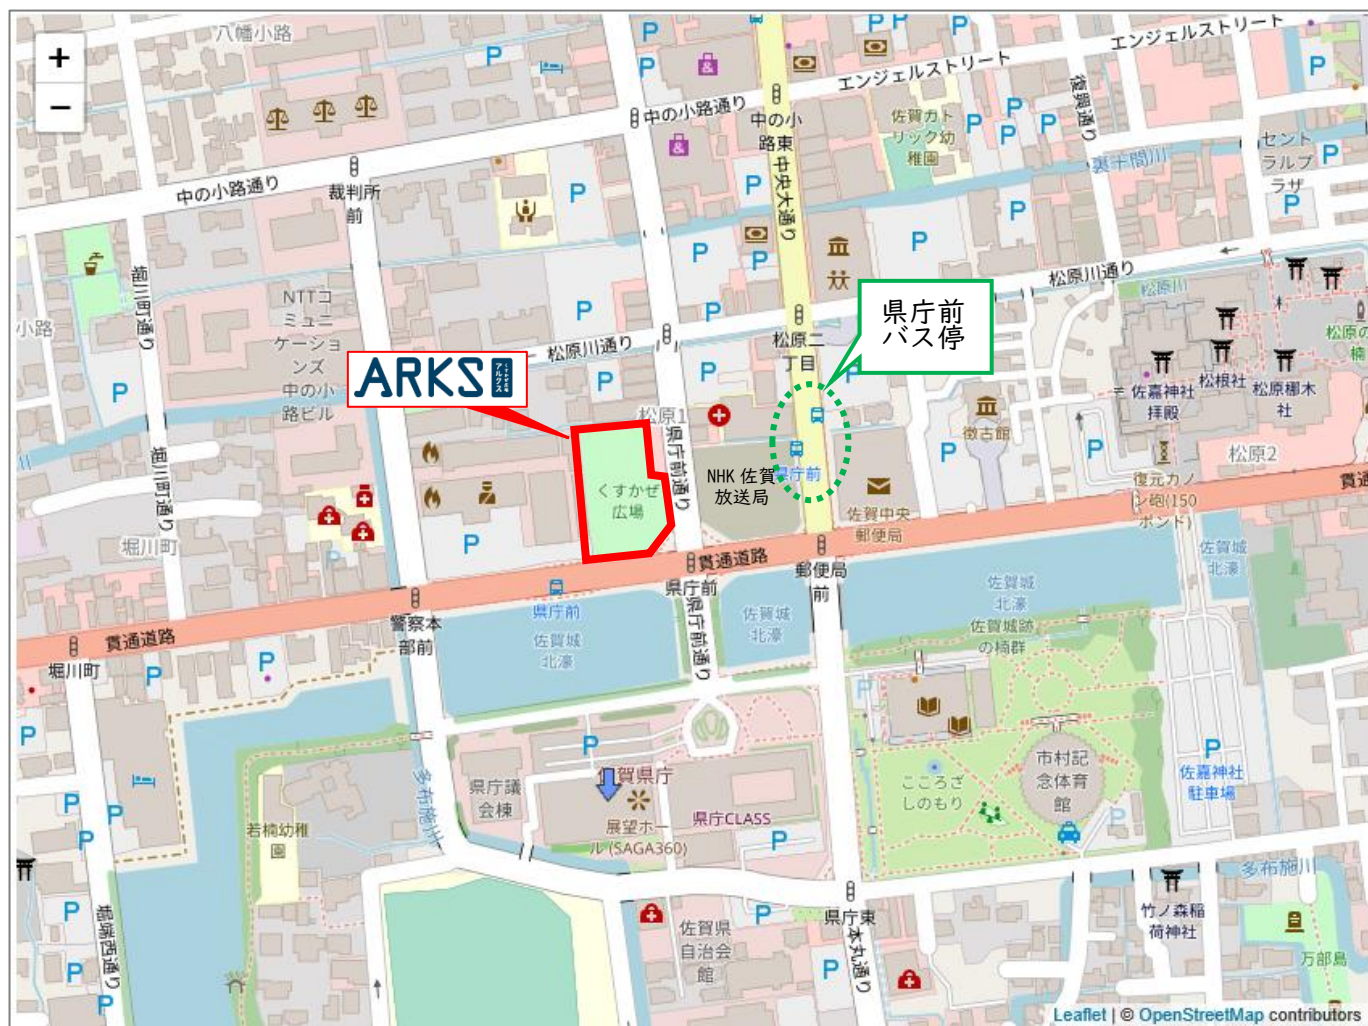 +
−
八幡小路
エンジェルストリート
エンジェルストリート
復興通り
中の小路通り
中の小
路東
中央大通り
佐賀カト
リック幼
稚園
裏十間川
セント
ラルプ
ラザ
中の小路通り
裁判所
前
堀川町通り
NTTコ
ミュニ
ケーショ
ンズ
中の小
路ビル
小路
松原川通り
松原川
松原川通り
松原二
丁目
県庁前
バス停
ARKS
くすかぜ広場
アルクス
松原1
県庁前通り
佐嘉神社
拝殿
松根社
松原梛木
社
松原の
楠
徴古館
松原2
NHK 佐賀
放送局
県庁前
くすかぜ
広場
佐賀中央
郵便局
復元カノ
ン砲(150
ポンド)
貫通
堀川町通り
堀川町
貫通道路
県庁前
郵便局
前
佐賀城
北濠
佐賀城
北濠
佐賀城
北濠
佐賀城
北濠
県庁前
警察本
部前
貫通道路
堀川町
県庁前通り
佐賀城跡
の楠群
多布施川
県庁議
会棟
佐賀県庁
展望ホー
ル (SAGA360)
県庁CLASS
こころざ
しのもり
市村記
念体育
館
佐嘉神社
駐車場
若楠幼稚
園
堀端西通り
佐賀県
自治会
館
県庁東
本丸通り
竹ノ森稲
荷神社
多布施川
万部島
Leaflet | © OpenStreetMap contributors